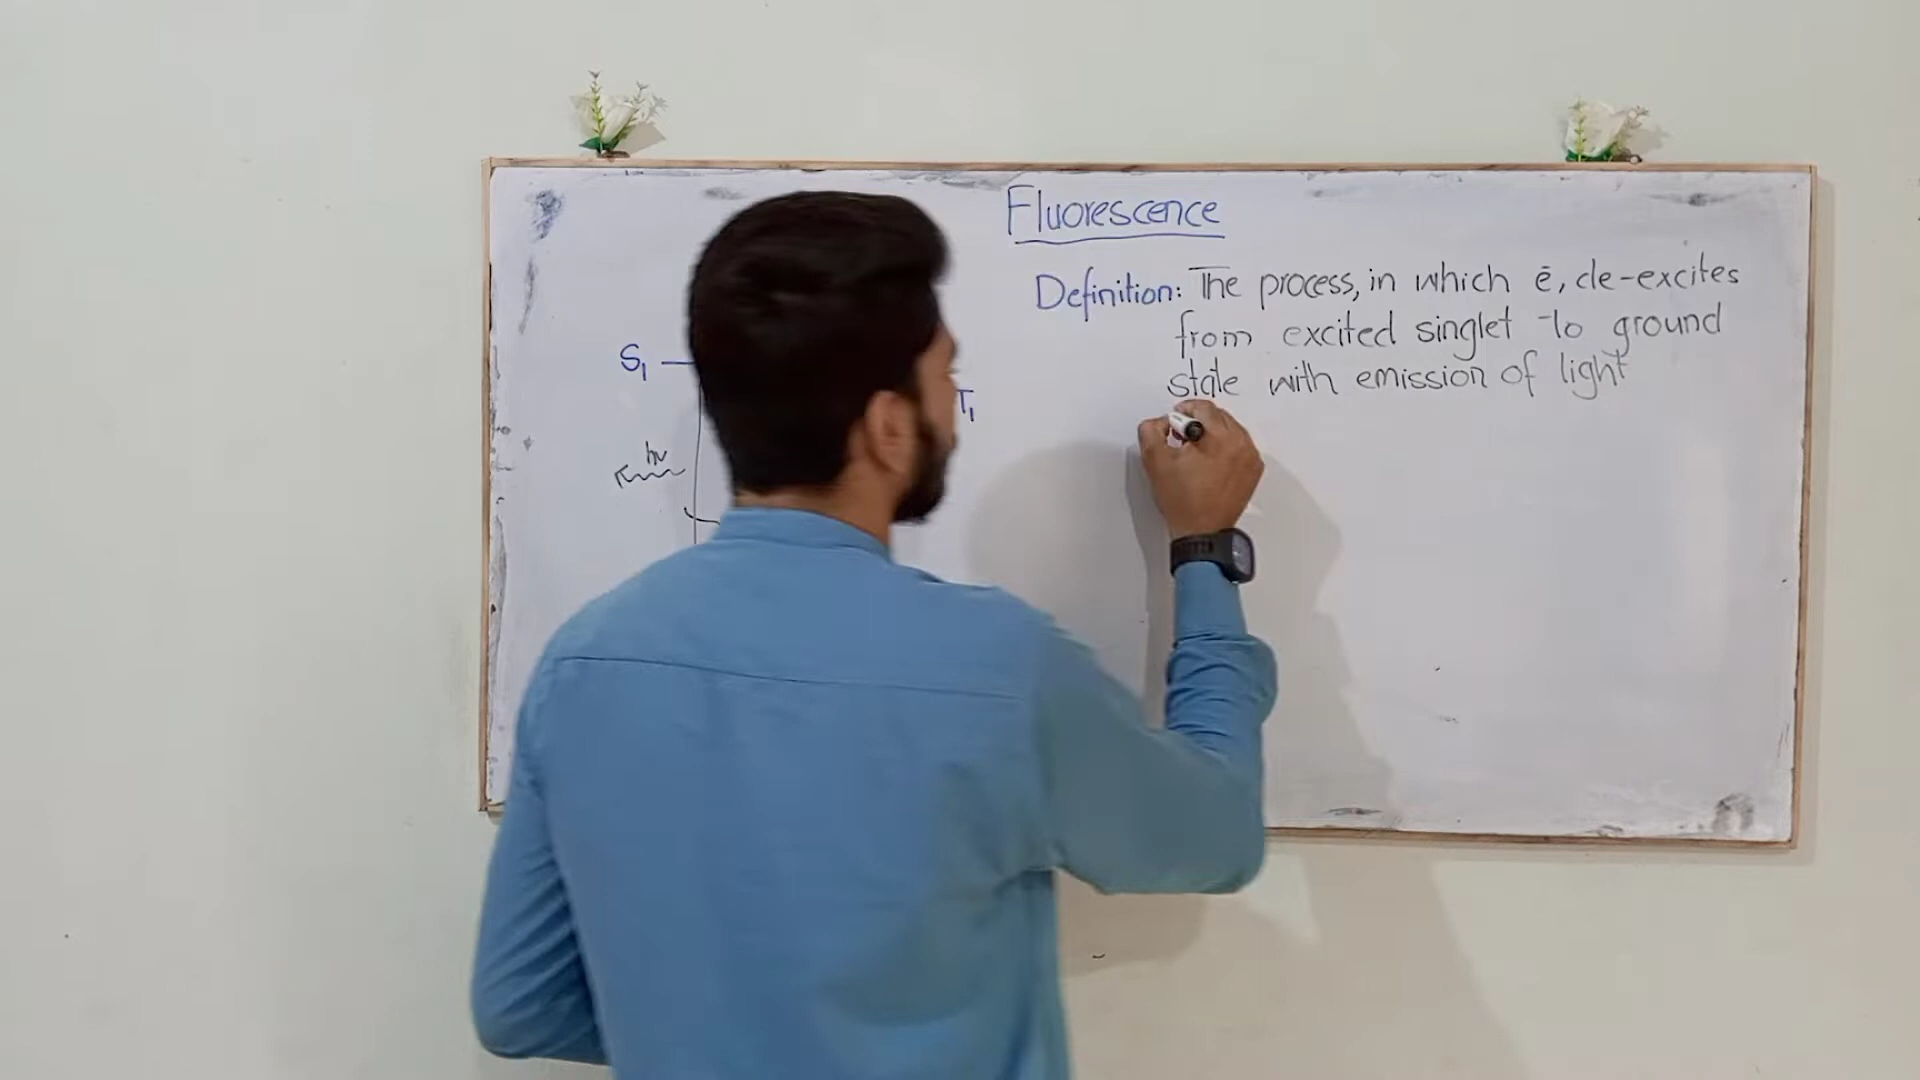 Fluorescence
Definition: The process, in which ē, de-excites
from excited singlet to ground
state with emission of light
S₁
T₁
hν